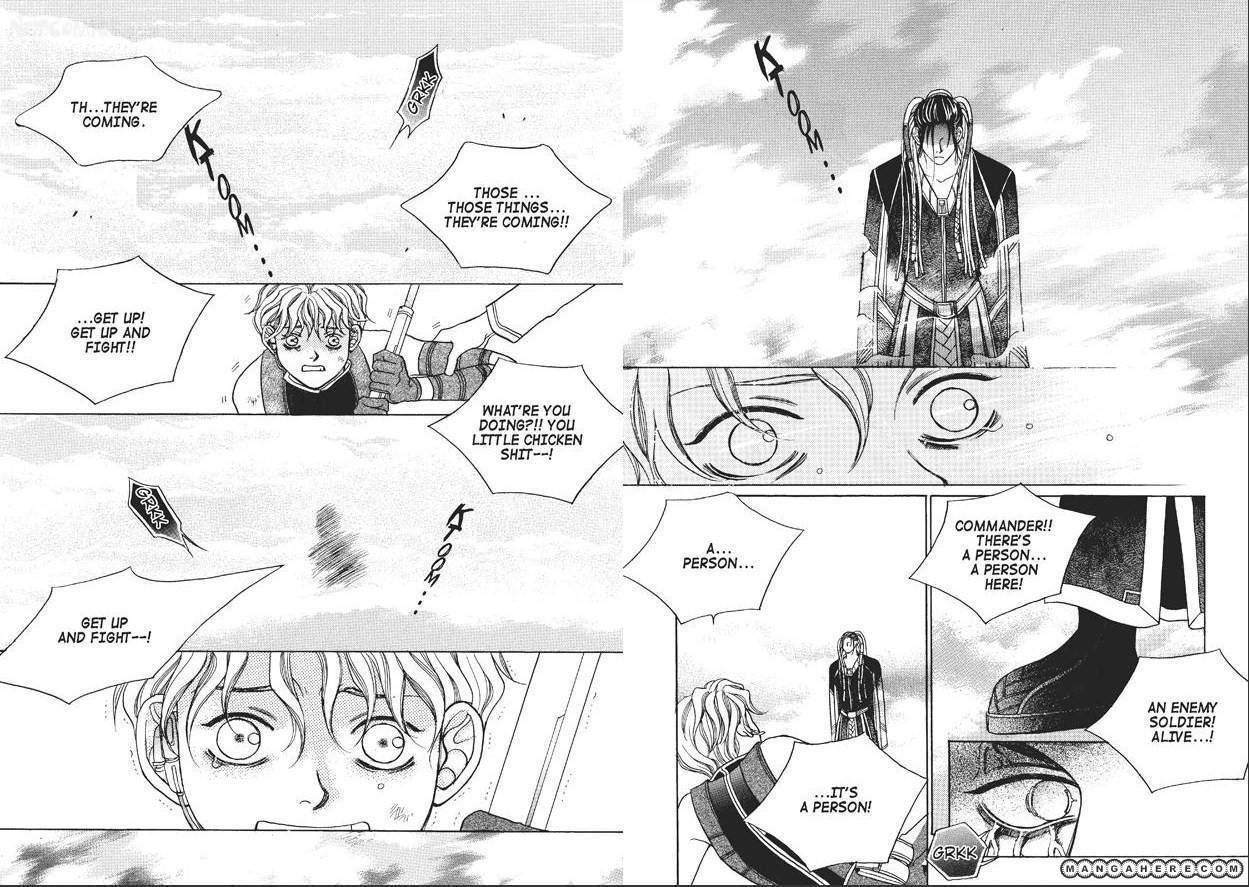 TH...THEY'RE
COMING.
GRKK
KTOOM...
THOSE ...
THOSE THINGS...
THEY'RE COMING!!
...GET UP!
GET UP AND
FIGHT!!
WHAT'RE YOU
DOING?!! YOU
LITTLE CHICKEN
SHIT--!
GRKK
KTOOM...
GET UP
AND FIGHT--!
KTOOM...
A...
PERSON...
COMMANDER!!
THERE'S
A PERSON...
A PERSON
HERE!
AN ENEMY
SOLDIER!
ALIVE...!
...IT'S
A PERSON!
GRKK
MANGAHERE.COM